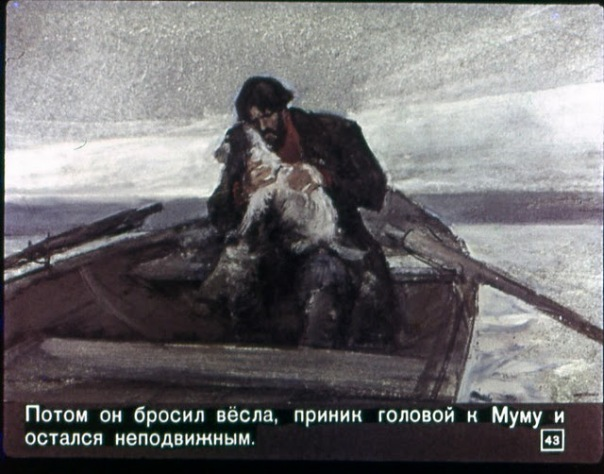 Потом он бросил вёсла, приник головой к Муму и
остался неподвижным.
43